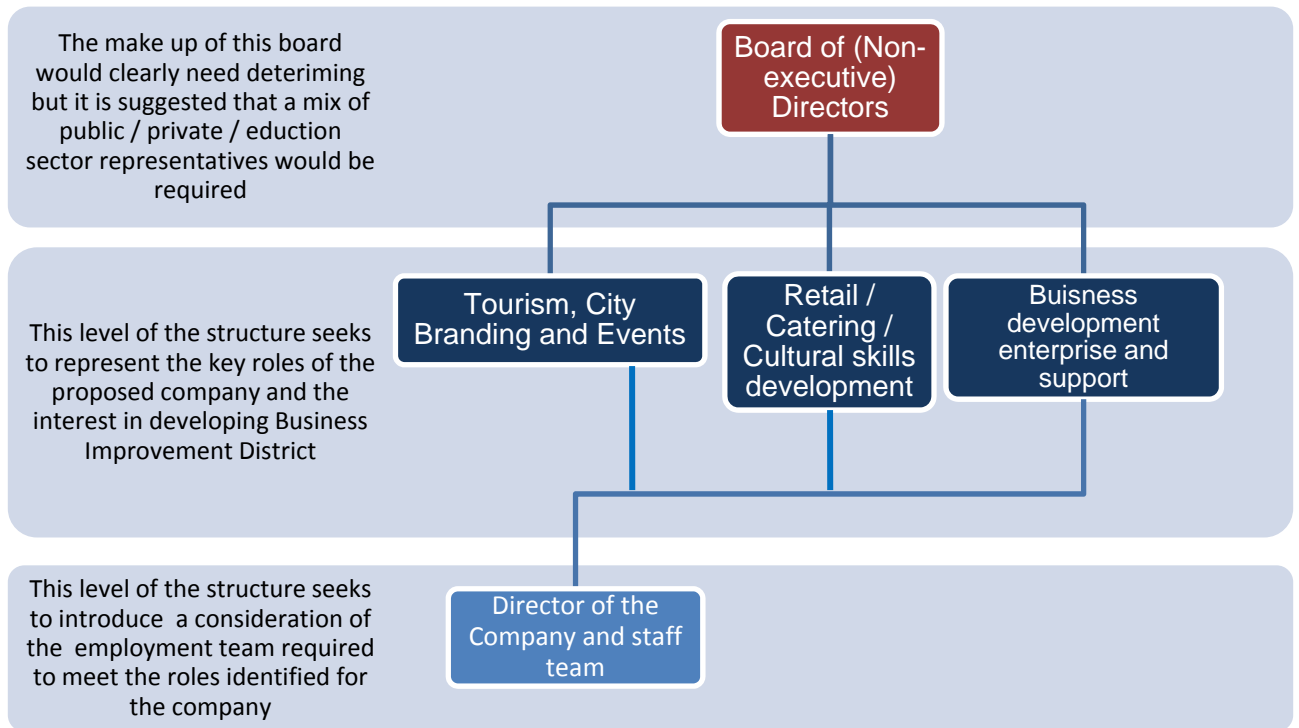 The make up of this board
would clearly need deteriming
but it is suggested that a mix of
public / private / eduction
sector representatives would be
required
Board of (Non-
executive)
Directors
This level of the structure seeks
to represent the key roles of the
proposed company and the
interest in developing Business
Improvement District
Tourism, City
Branding and Events
Retail /
Catering /
Cultural skills
development
Buisness
development
enterprise and
support
This level of the structure seeks
to introduce a consideration of
the employment team required
to meet the roles identified for
the company
Director of the
Company and staff
team